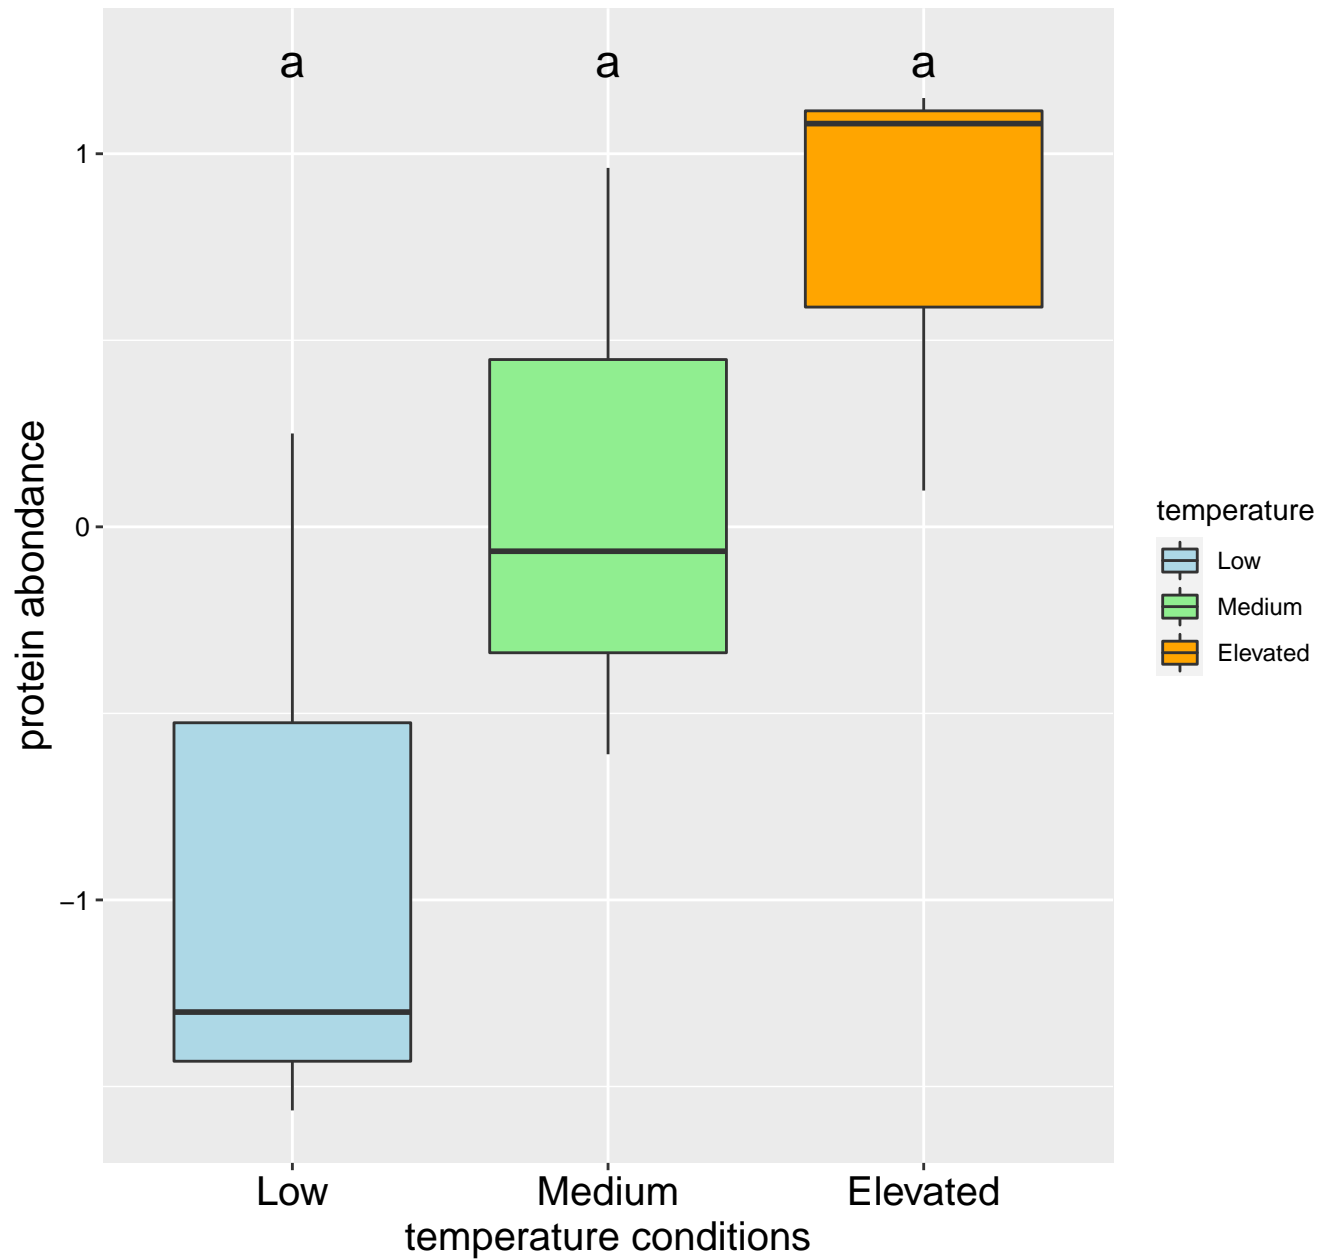 a a a
1
0
−1
protein abondance
Low Medium Elevated
temperature conditions
temperature
Low
Medium
Elevated